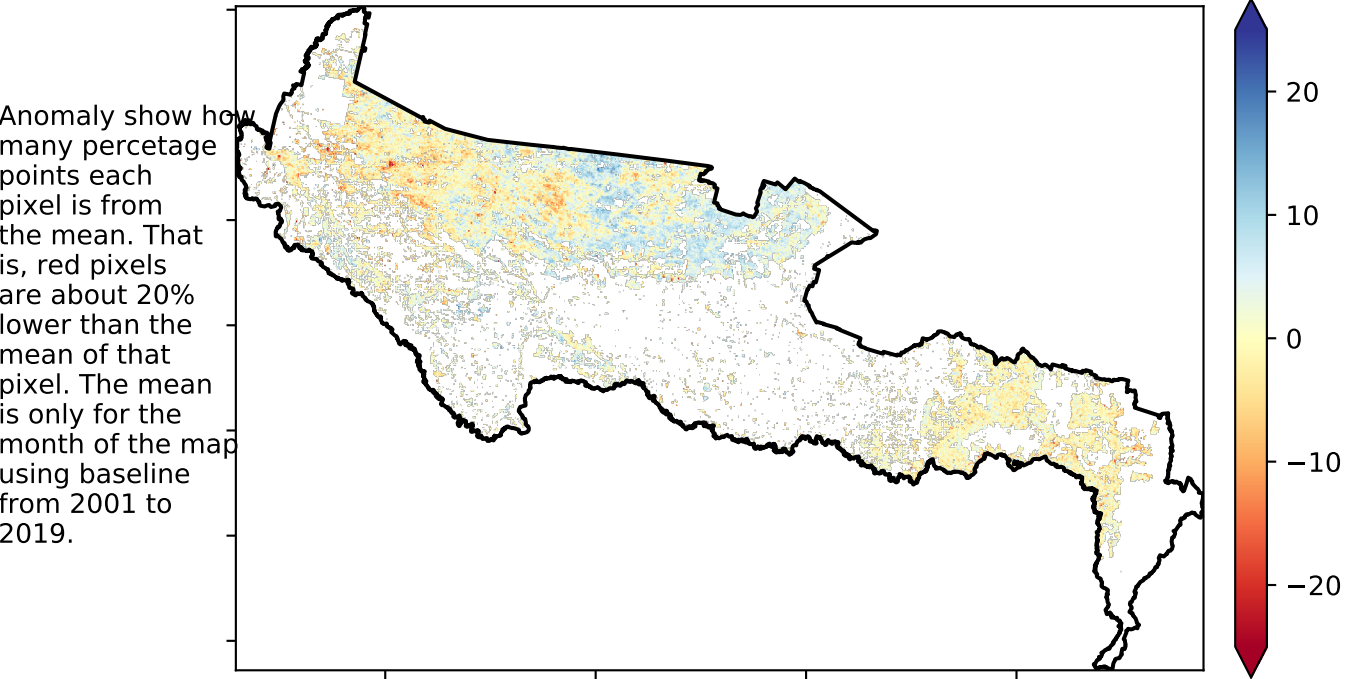 Anomaly show how
many percetage
points each
pixel is from
the mean. That
is, red pixels
are about 20%
lower than the
mean of that
pixel. The mean
is only for the
month of the map
using baseline
from 2001 to
2019.
20
10
0
−10
−20